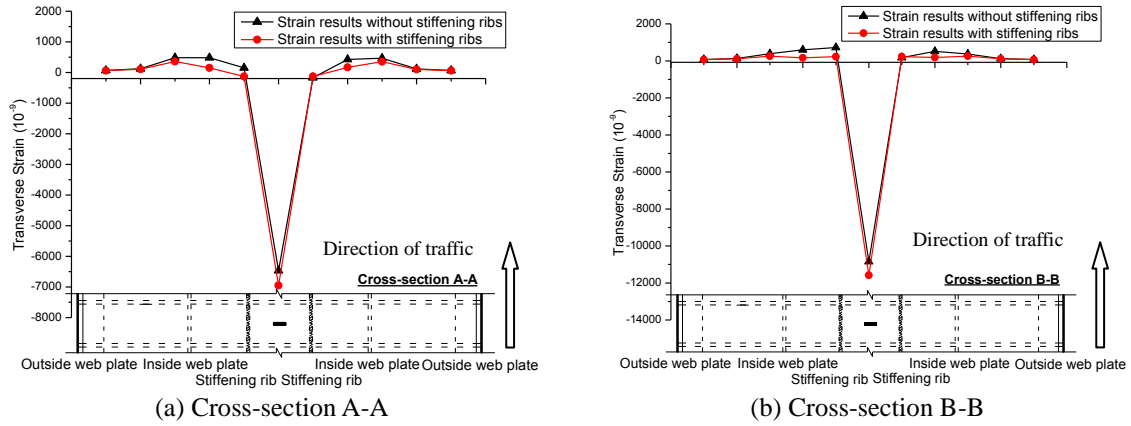 2000
1000
0
-1000
-2000
-3000
-4000
-5000
-6000
-7000
-8000
Transverse Strain (10⁻⁹)
Strain results without stiffening ribs
Strain results with stiffening ribs
Direction of traffic
Cross-section A-A
Outside web plate
Inside web plate
Stiffening rib
Stiffening rib
Inside web plate
Outside web plate
(a) Cross-section A-A
2000
0
-2000
-4000
-6000
-8000
-10000
-12000
-14000
Transverse Strain (10⁻⁹)
Strain results without stiffening ribs
Strain results with stiffening ribs
Direction of traffic
Cross-section B-B
Outside web plate
Inside web plate
Stiffening rib
Stiffening rib
Inside web plate
Outside web plate
(b) Cross-section B-B